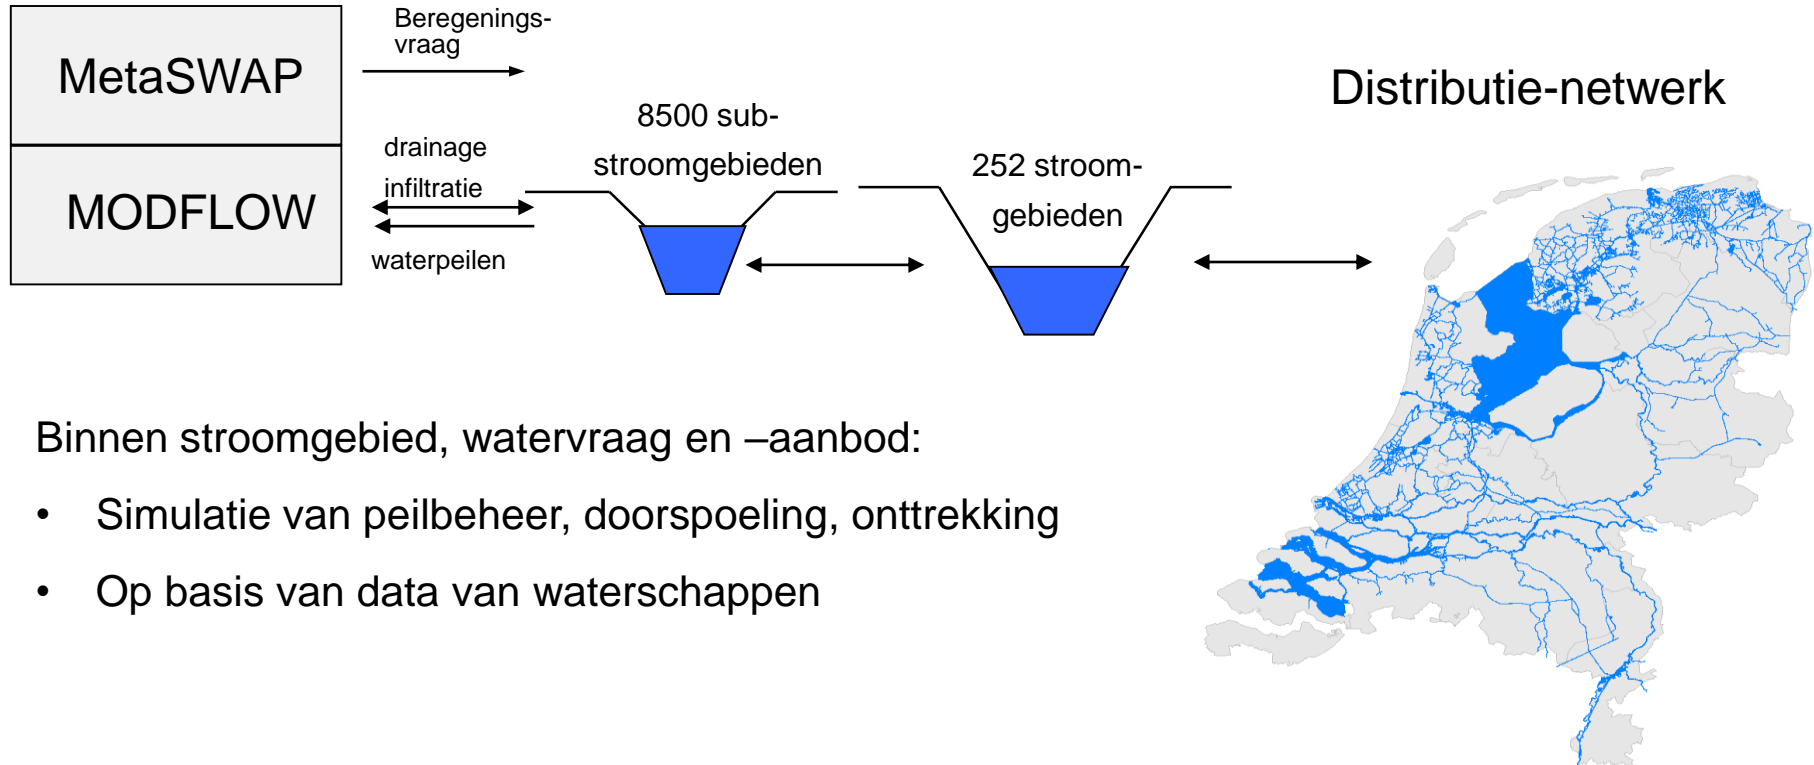 MetaSWAP
MODFLOW
Beregenings-
vraag
drainage
infiltratie
waterpeilen
8500 sub-
stroomgebieden
252 stroom-
gebieden
Distributie-netwerk
Binnen stroomgebied, watervraag en –aanbod:
• Simulatie van peilbeheer, doorspoeling, onttrekking
• Op basis van data van waterschappen